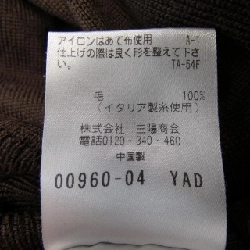 アイロンはあて布使用 A-1
仕上げの際は良く形を整えて下さ
い。 TA-54F
毛 100%
(イタリア製糸使用)
株式会社 三陽商会
電話0120-340-460
中国製
00960-04 YAD